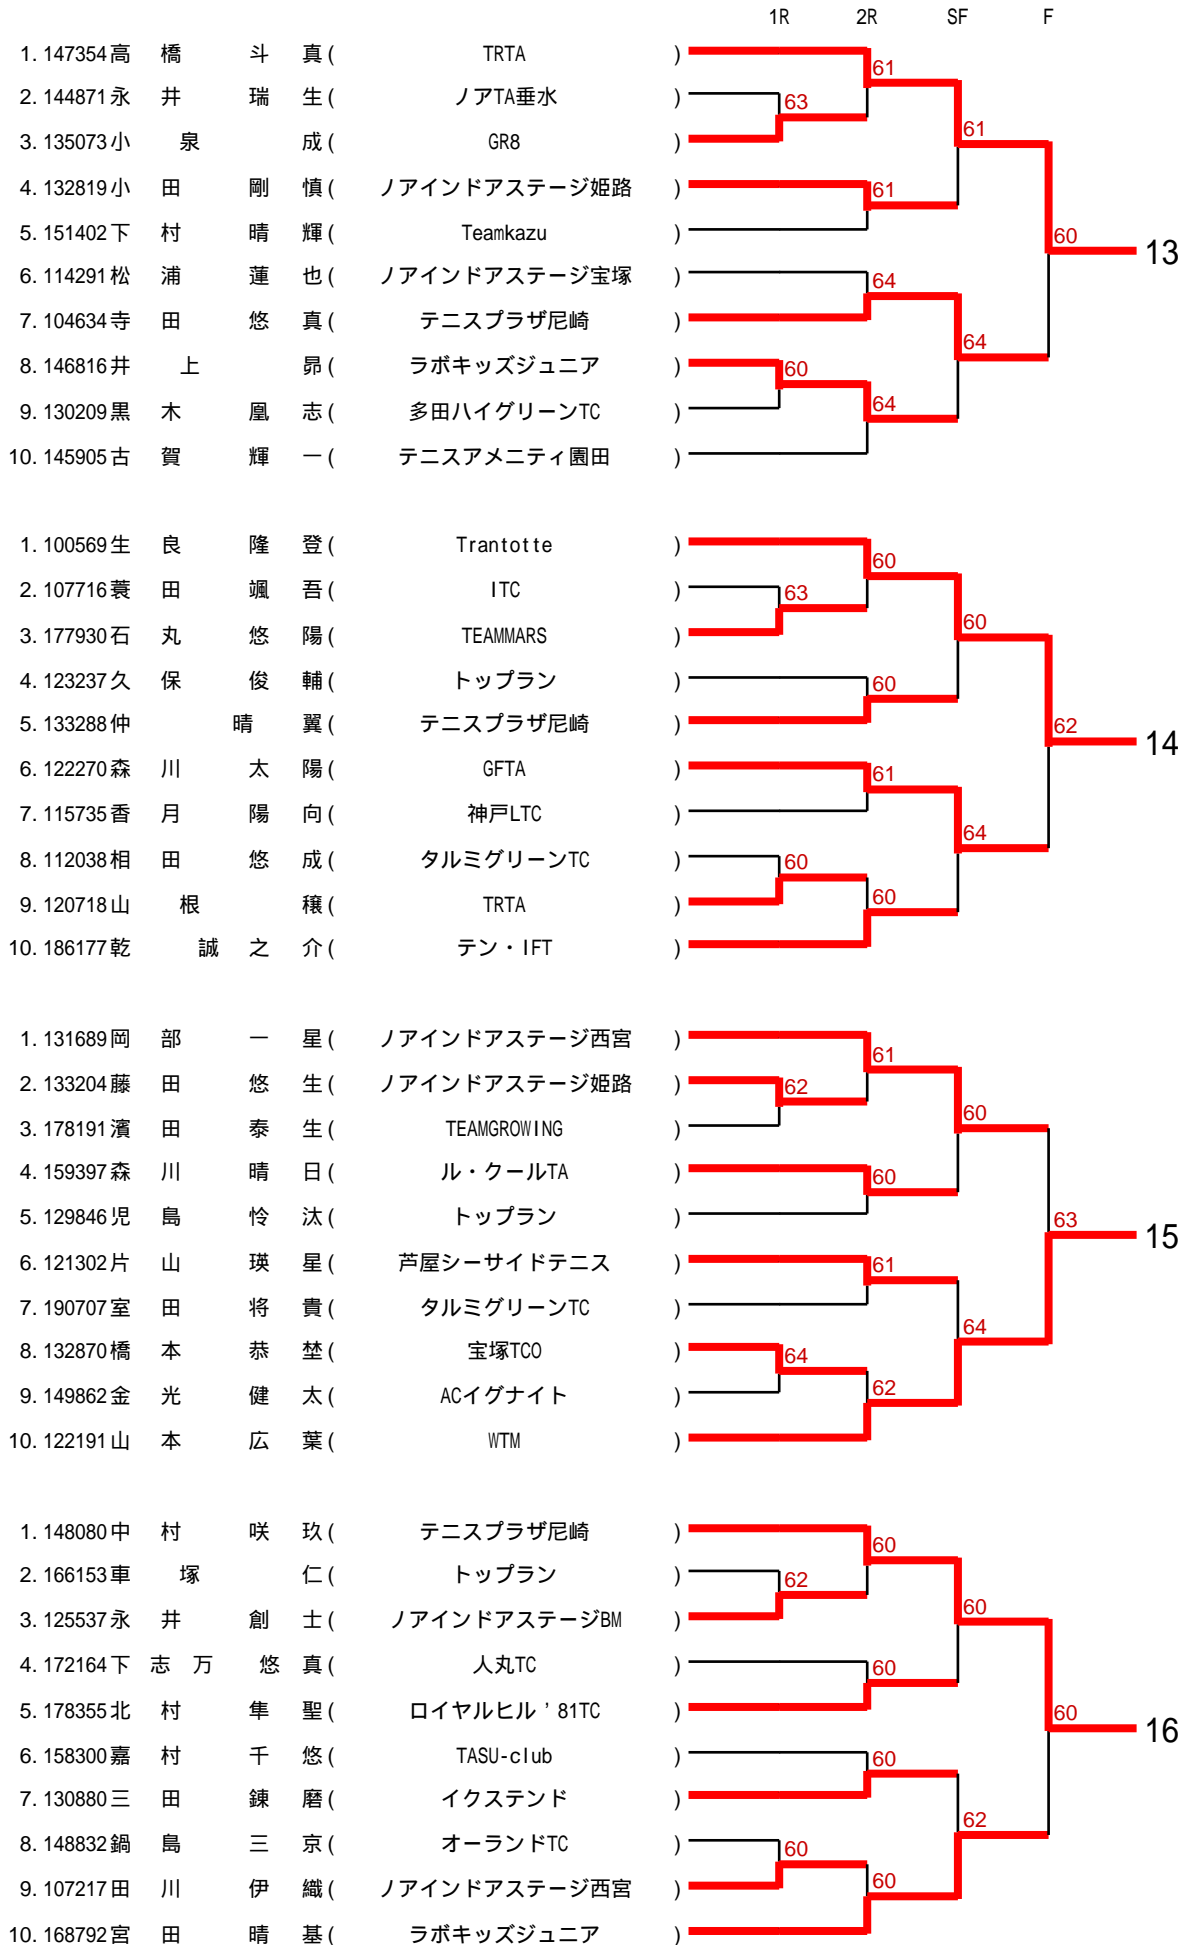 1R 2R SF F
1. 147354 高橋 斗真 ( TRTA )
61
2. 144871 永井 瑞生 ( ノアTA垂水 )
63
3. 135073 小泉 成 ( GR8 )
61
4. 132819 小田 剛慎 ( ノアインドアステージ姫路 )
61
5. 151402 下村 晴輝 ( Teamkazu )
60 13
6. 114291 松浦 蓮也 ( ノアインドアステージ宝塚 )
64
7. 104634 寺田 悠真 ( テニスプラザ尼崎 )
64
8. 146816 井上 昴 ( ラボキッズジュニア )
60
9. 130209 黒木 凰志 ( 多田ハイグリーンTC )
64
10. 145905 古賀 輝一 ( テニスアメニティ園田 )
1. 100569 生良 隆登 ( Trantotte )
60
2. 107716 蓑田 颯吾 ( ITC )
63
3. 177930 石丸 悠陽 ( TEAMMARS )
60
4. 123237 久保 俊輔 ( トップラン )
60
5. 133288 仲 晴翼 ( テニスプラザ尼崎 )
62 14
6. 122270 森川 太陽 ( GFTA )
61
7. 115735 香月 陽向 ( 神戸LTC )
64
8. 112038 相田 悠成 ( タルミグリーンTC )
60
9. 120718 山根 穣 ( TRTA )
60
10. 186177 乾 誠之介 ( テン・IFT )
1. 131689 岡部 一星 ( ノアインドアステージ西宮 )
61
2. 133204 藤田 悠生 ( ノアインドアステージ姫路 )
62
3. 178191 濱田 泰生 ( TEAMGROWING )
60
4. 159397 森川 晴日 ( ル・クールTA )
60
5. 129846 児島 怜汰 ( トップラン )
63 15
6. 121302 片山 瑛星 ( 芦屋シーサイドテニス )
61
7. 190707 室田 将貴 ( タルミグリーンTC )
64
8. 132870 橋本 恭埜 ( 宝塚TCO )
64
9. 149862 金光 健太 ( ACイグナイト )
62
10. 122191 山本 広葉 ( WTM )
1. 148080 中村 咲玖 ( テニスプラザ尼崎 )
60
2. 166153 車塚 仁 ( トップラン )
62
3. 125537 永井 創士 ( ノアインドアステージBM )
60
4. 172164 下志万 悠真 ( 人丸TC )
60
5. 178355 北村 隼聖 ( ロイヤルヒル'81TC )
60 16
6. 158300 嘉村 千悠 ( TASU-club )
60
7. 130880 三田 錬磨 ( イクステンド )
62
8. 148832 鍋島 三京 ( オーランドTC )
60
9. 107217 田川 伊織 ( ノアインドアステージ西宮 )
60
10. 168792 宮田 晴基 ( ラボキッズジュニア )